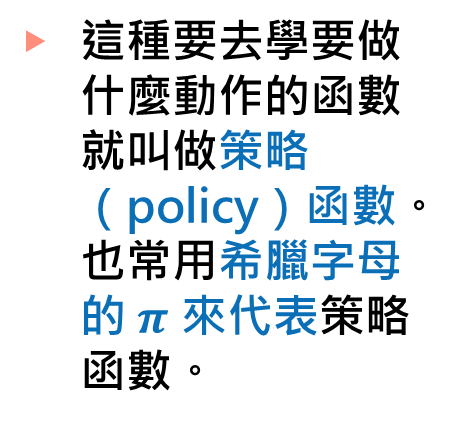 這種要去學要做
什麼動作的函數
就叫做策略
（policy）函數。
也常用希臘字母
的 π 來代表策略
函數。